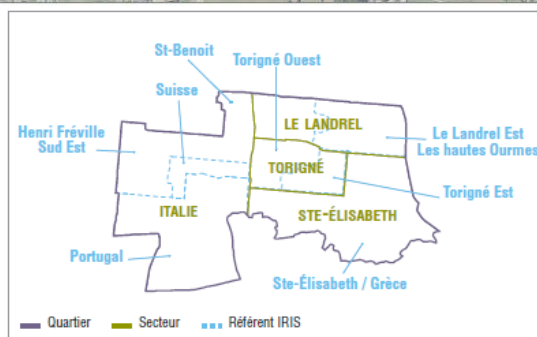 St-Benoit
Torigné Ouest
Suisse
Henri Fréville
Sud Est
LE LANDREL
Le Landrel Est
Les hautes Ourmes
TORIGNÉ
Torigné Est
ITALIE
STE-ÉLISABETH
Portugal
Ste-Élisabeth / Grèce
Quartier
Secteur
Référent IRIS